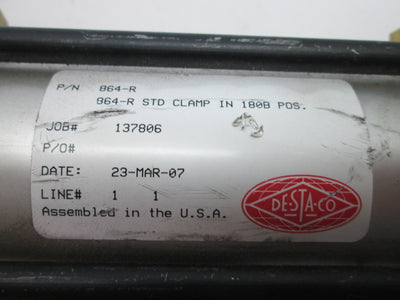 P/N 864-R
864-R STD CLAMP IN 180B POS.
JOB# 137806
P/O#
DATE: 23-MAR-07
LINE# 1 1
Assembled in the U.S.A.
DE-STA-CO